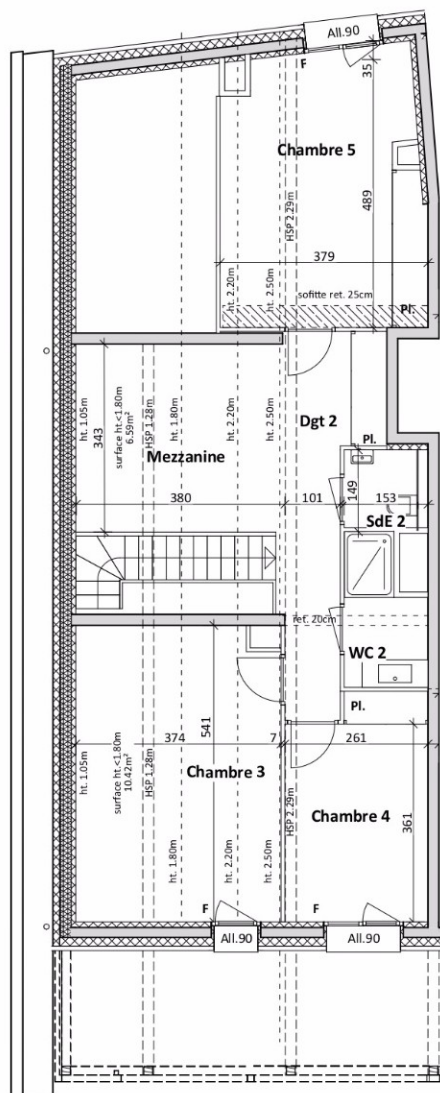 All.90
F
35
Chambre 5
489
HSP 2.29m
379
ht. 2.20m
ht. 2.50m
sofitte ret. 25cm
Pl.
Dgt 2
ht. 1.05m
343
surface ht.<1.80m
6.59m²
HSP 1.28m
ht. 1.80m
ht. 2.20m
ht. 2.50m
Mezzanine
Pl.
149
380
101
153
SdE 2
ret. 20cm
WC 2
Pl.
374
541
7
261
ht. 1.05m
surface ht.<1.80m
10.42m²
HSP 1.28m
Chambre 3
HSP 2.29m
Chambre 4
361
ht. 1.80m
ht. 2.20m
ht. 2.50m
F
F
All.90
All.90